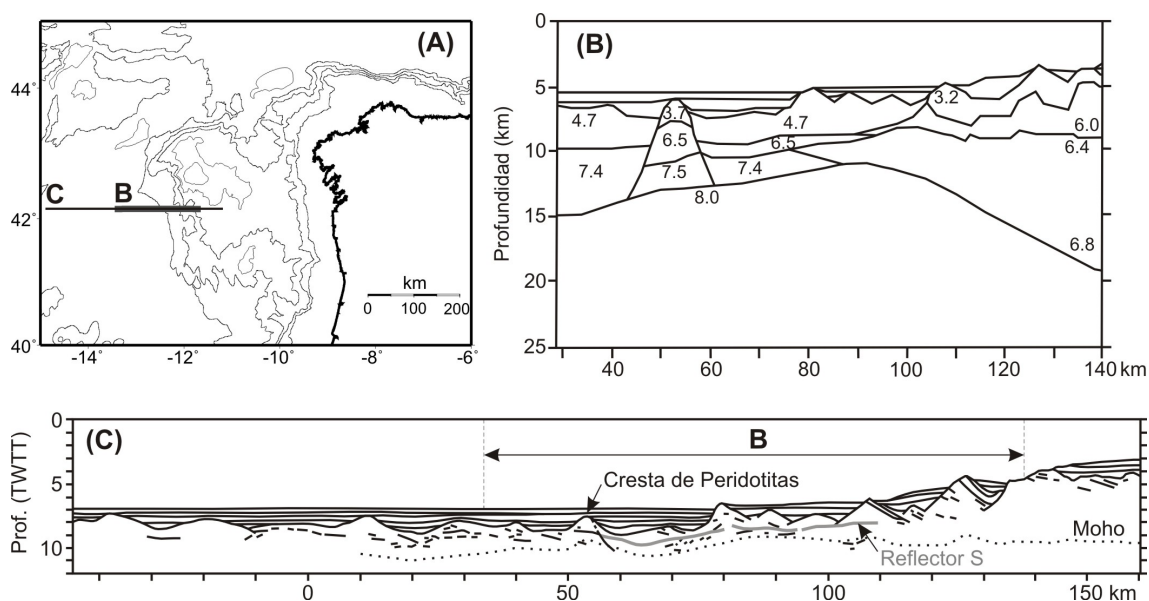 (A)
44°
42°
40°
-14°
-12°
-10°
-8°
-6°
C
B
km
0 100 200
(B)
Profundidad (km)
0
5
10
15
20
25
40 60 80 100 120 140 km
3.2
4.7 3.7 4.7 6.0
6.5 6.5 6.4
7.4 7.5 7.4
8.0
6.8
(C)
Prof. (TWTT)
0
5
10
B
Cresta de Peridotitas
Moho
Reflector S
0 50 100 150 km